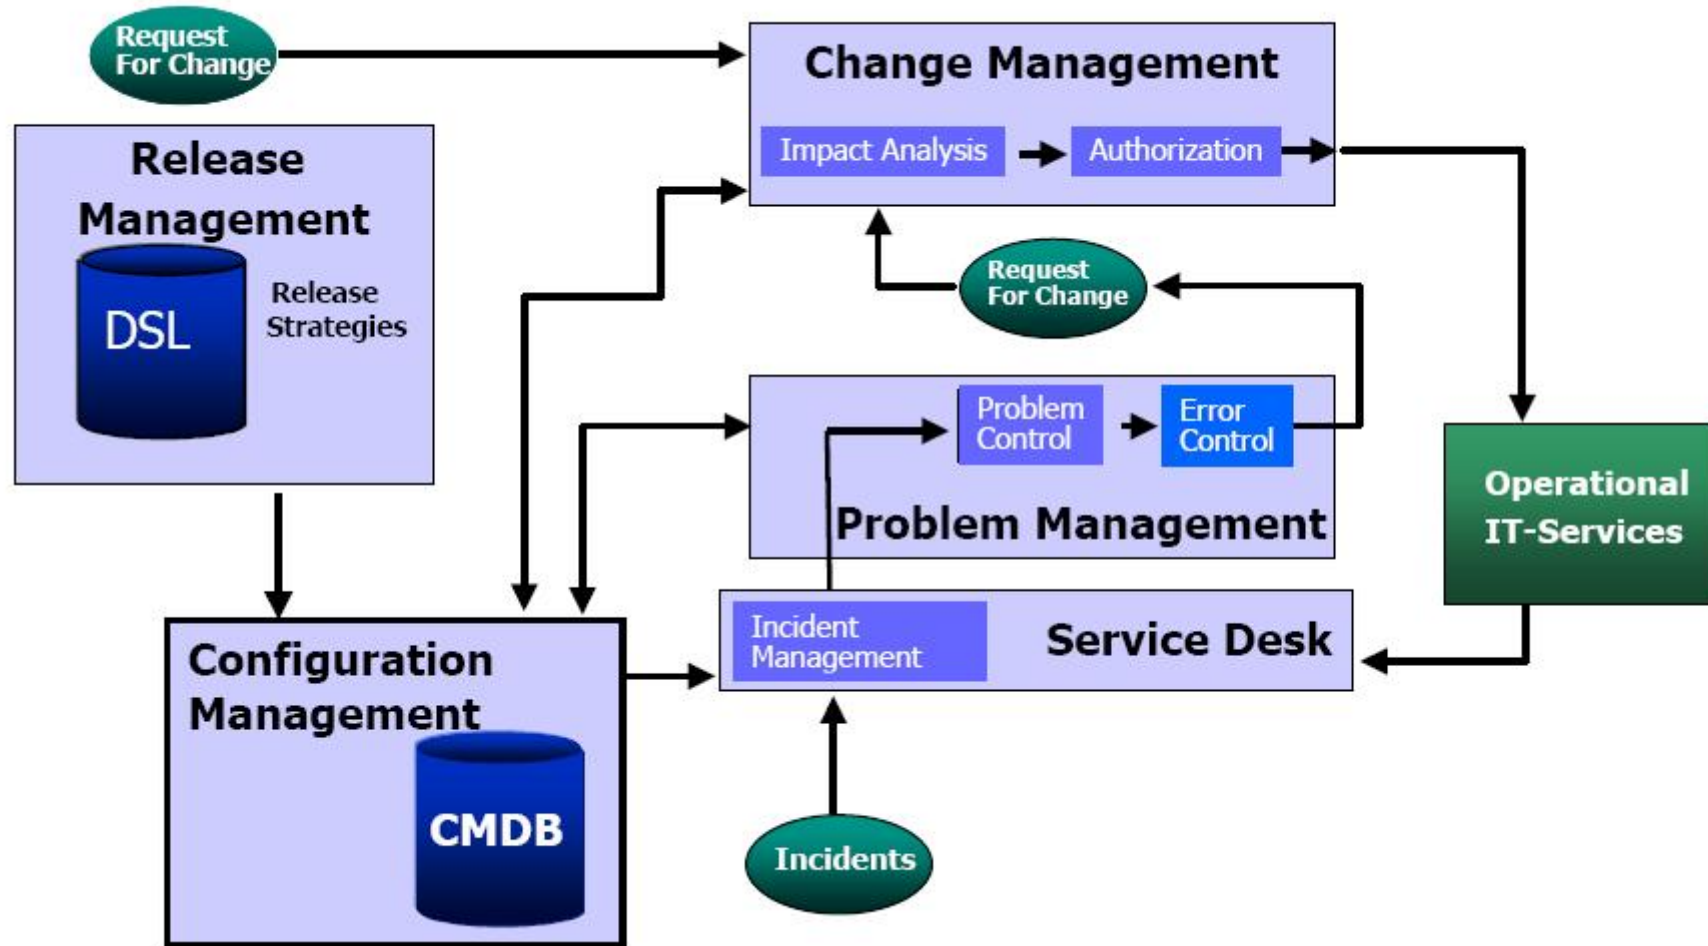 Request
For Change
Change Management
Impact Analysis
Authorization
Release
Management
DSL
Release
Strategies
Request
For Change
Problem
Control
Error
Control
Problem Management
Operational
IT-Services
Incident
Management
Service Desk
Configuration
Management
CMDB
Incidents